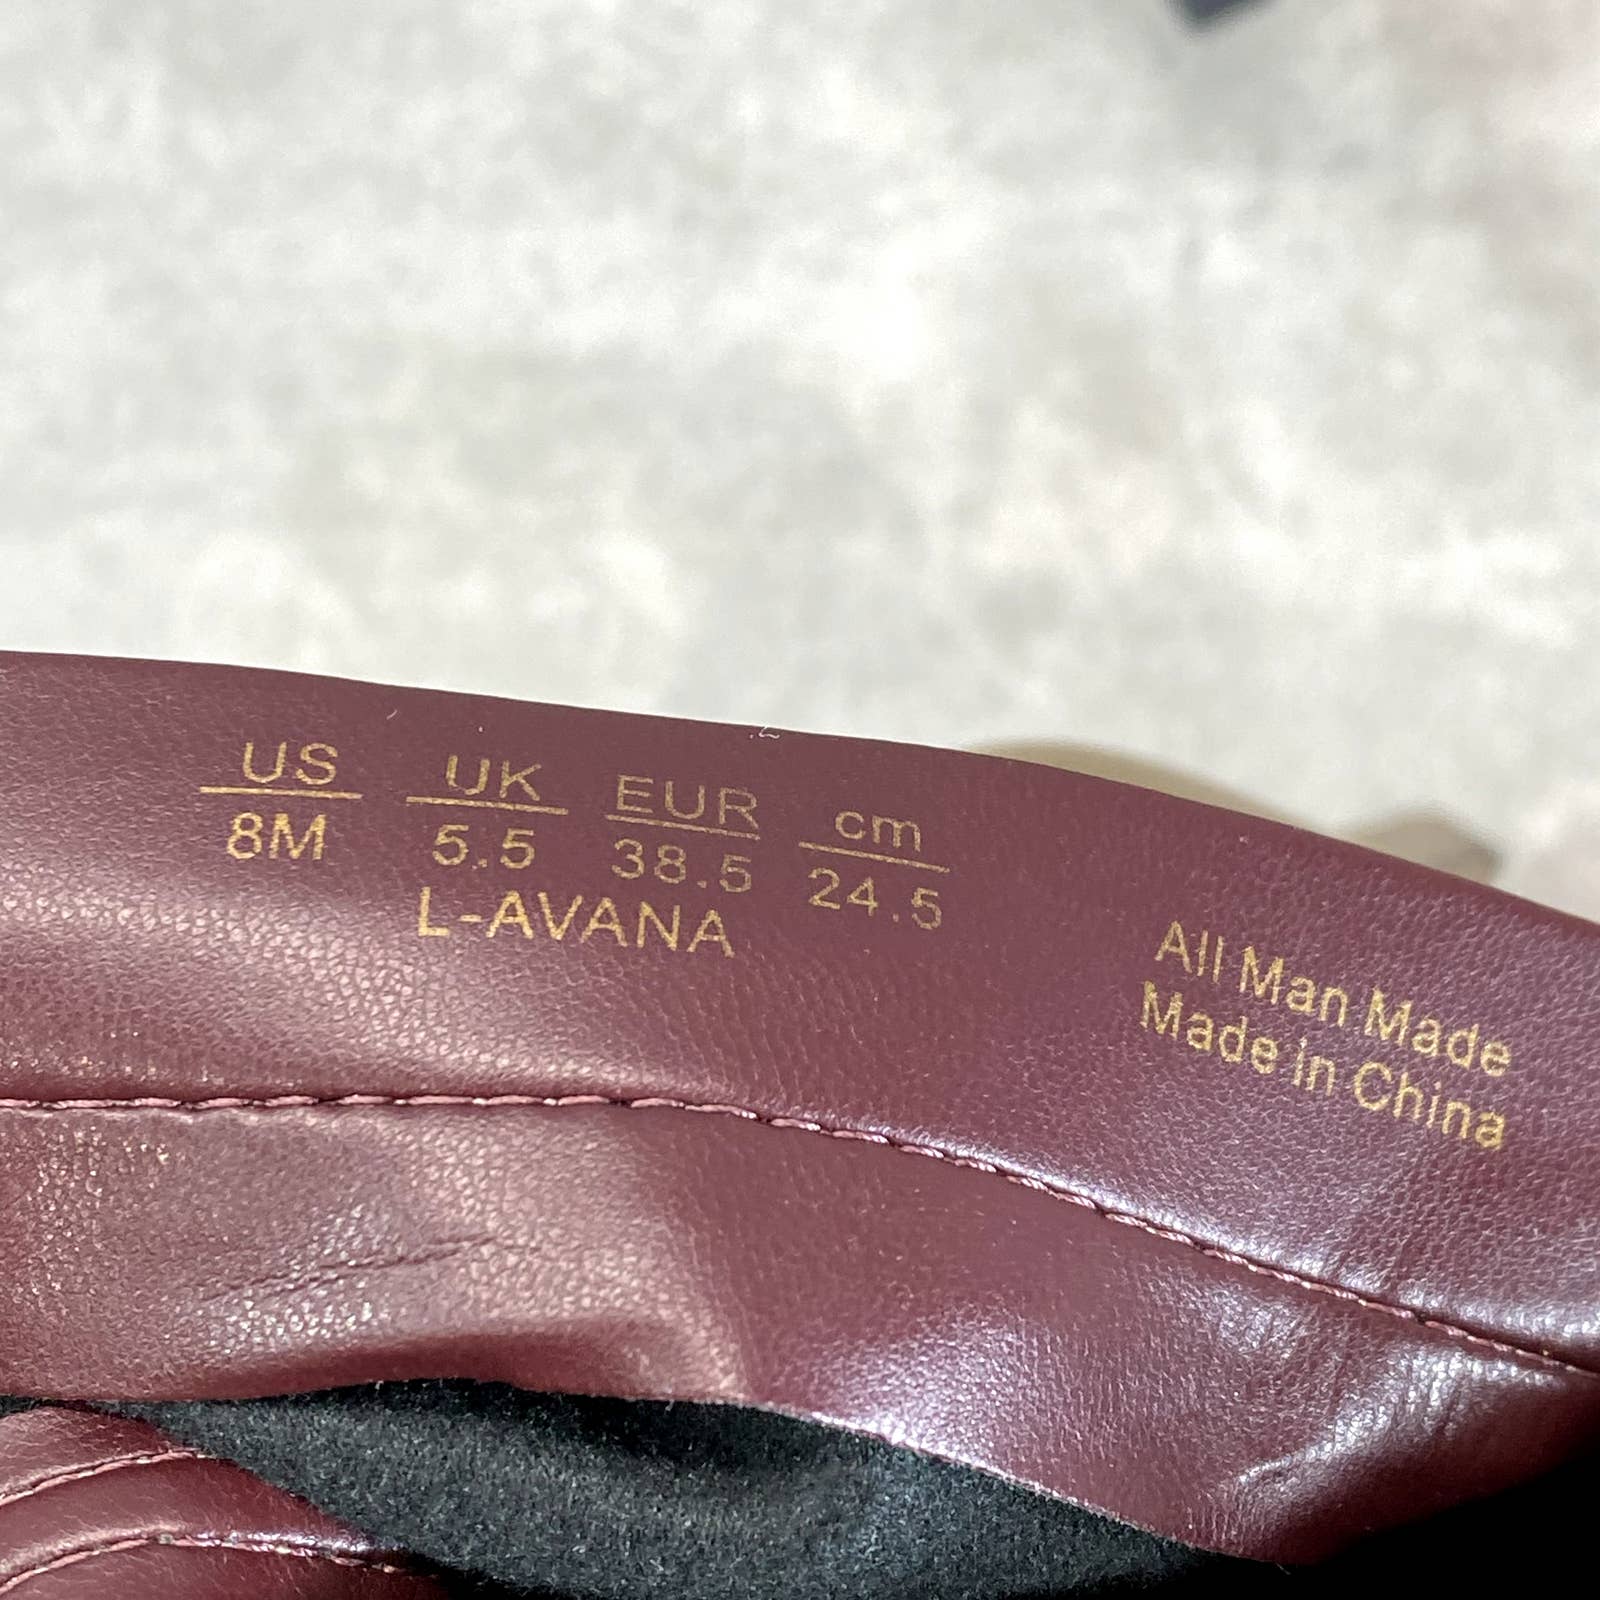 US UK EUR cm
8M 5.5 38.5 24.5
L-AVANA
All Man Made
Made in China